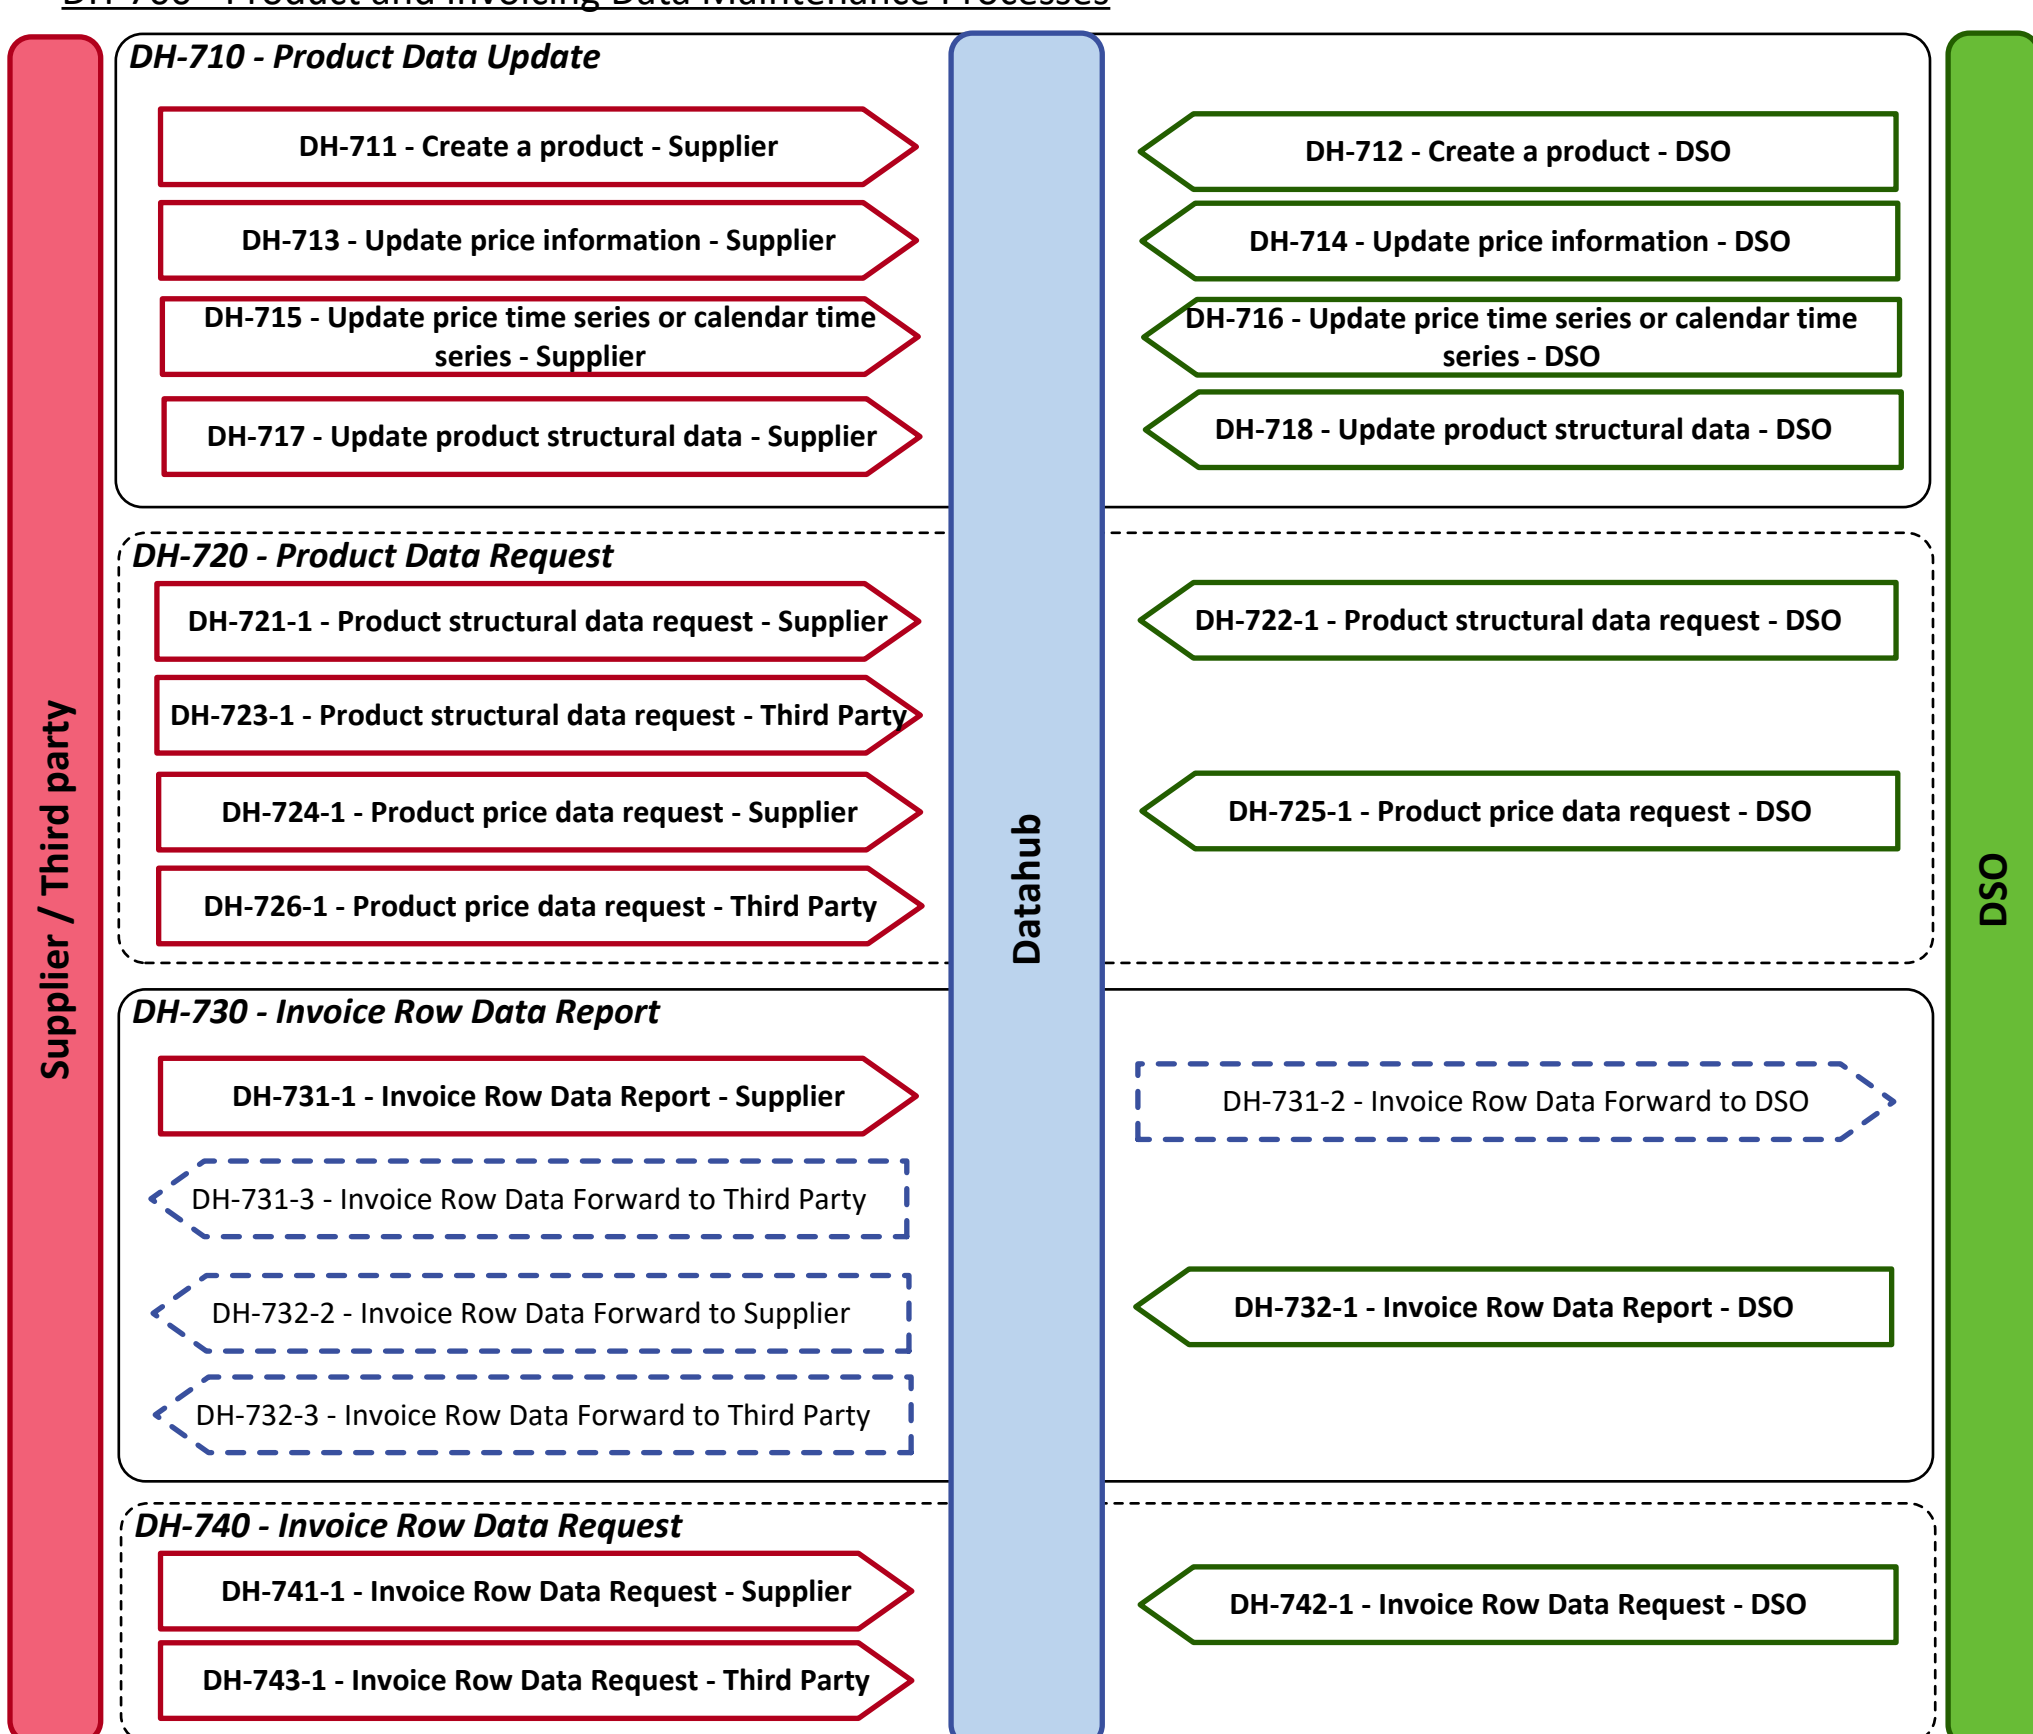 DH-700 - Product and Invoicing Data Maintenance Processes
DH-710 - Product Data Update
DH-711 - Create a product - Supplier
DH-712 - Create a product - DSO
DH-713 - Update price information - Supplier
DH-714 - Update price information - DSO
DH-715 - Update price time series or calendar time
series - Supplier
DH-716 - Update price time series or calendar time
series - DSO
DH-717 - Update product structural data - Supplier
DH-718 - Update product structural data - DSO
DH-720 - Product Data Request
DH-721-1 - Product structural data request - Supplier
DH-722-1 - Product structural data request - DSO
DH-723-1 - Product structural data request - Third Party
DH-724-1 - Product price data request - Supplier
DH-725-1 - Product price data request - DSO
DH-726-1 - Product price data request - Third Party
Supplier / Third party
Datahub
DSO
DH-730 - Invoice Row Data Report
DH-731-1 - Invoice Row Data Report - Supplier
DH-731-2 - Invoice Row Data Forward to DSO
DH-731-3 - Invoice Row Data Forward to Third Party
DH-732-2 - Invoice Row Data Forward to Supplier
DH-732-1 - Invoice Row Data Report - DSO
DH-732-3 - Invoice Row Data Forward to Third Party
DH-740 - Invoice Row Data Request
DH-741-1 - Invoice Row Data Request - Supplier
DH-742-1 - Invoice Row Data Request - DSO
DH-743-1 - Invoice Row Data Request - Third Party